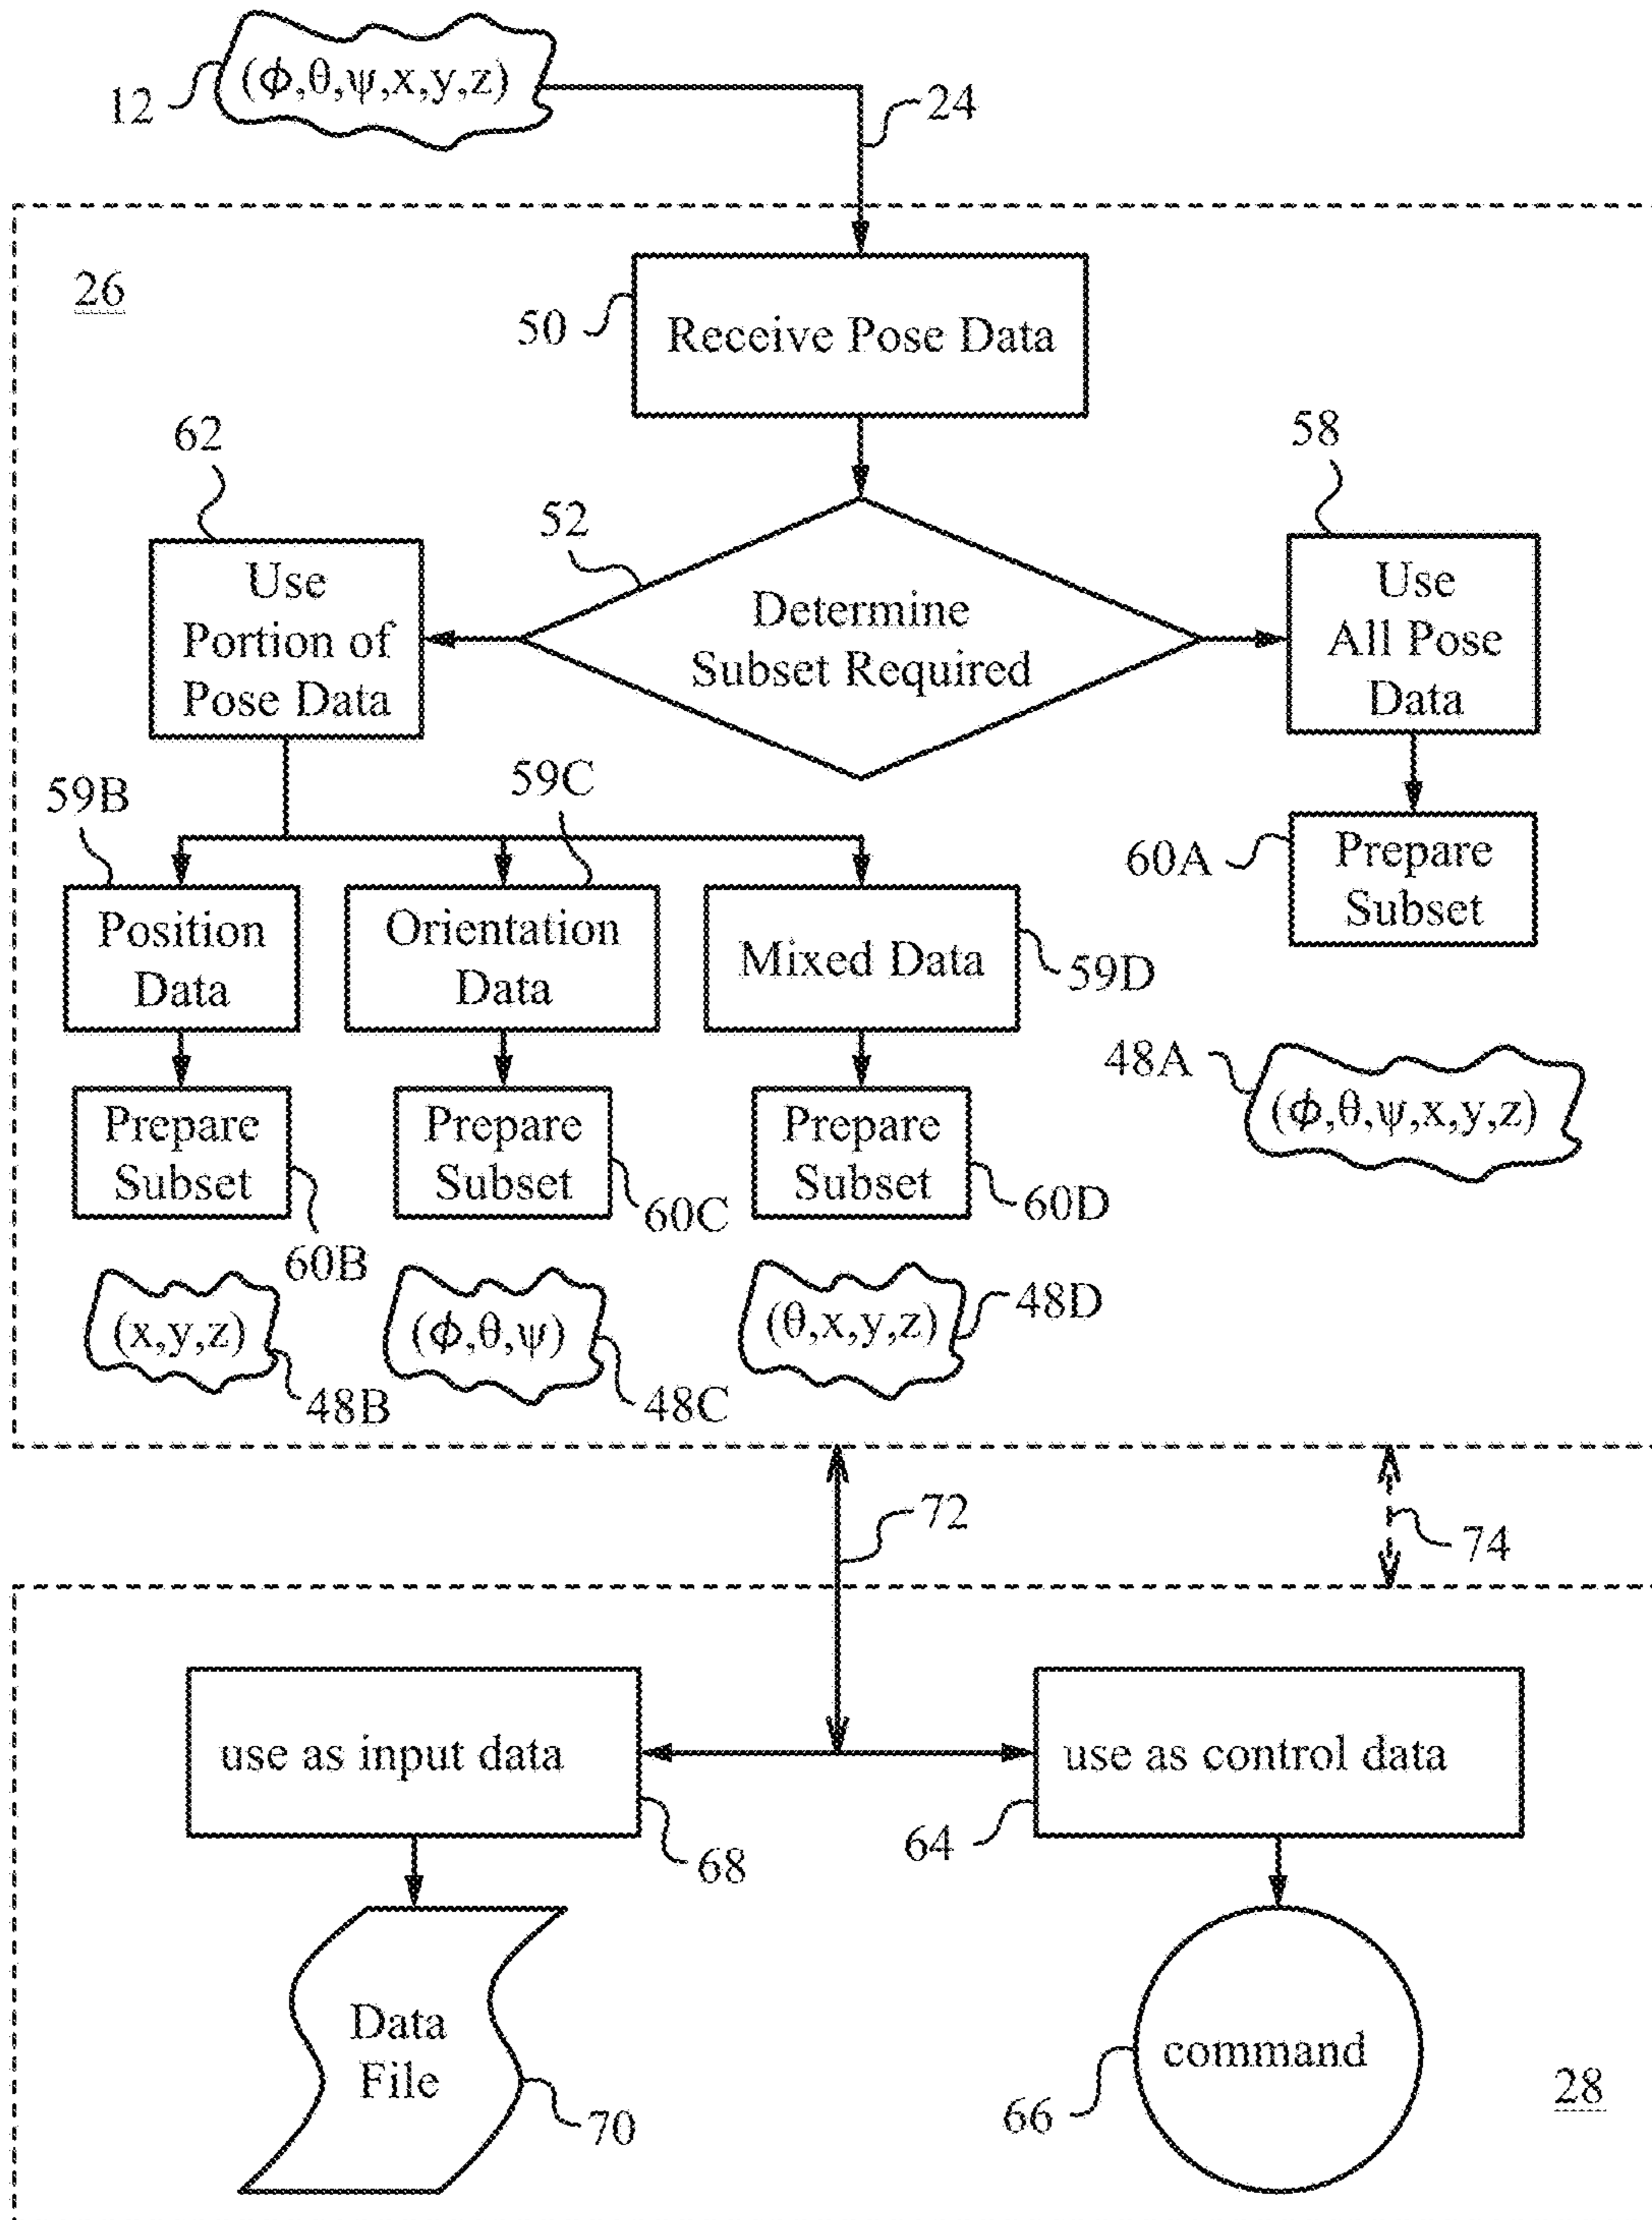 (ϕ,θ,ψ,x,y,z)
12
24
26
50
Receive Pose Data
62
58
52
Use
Portion of
Pose Data
Determine
Subset Required
Use
All Pose
Data
59B
59C
60A
Prepare
Subset
Position
Data
Orientation
Data
Mixed Data
59D
48A
(ϕ,θ,ψ,x,y,z)
Prepare
Subset
Prepare
Subset
Prepare
Subset
60B
60C
60D
(x,y,z)
(ϕ,θ,ψ)
(θ,x,y,z)
48D
48B
48C
72
74
use as input data
use as control data
68
64
Data
File
command
70
66
28